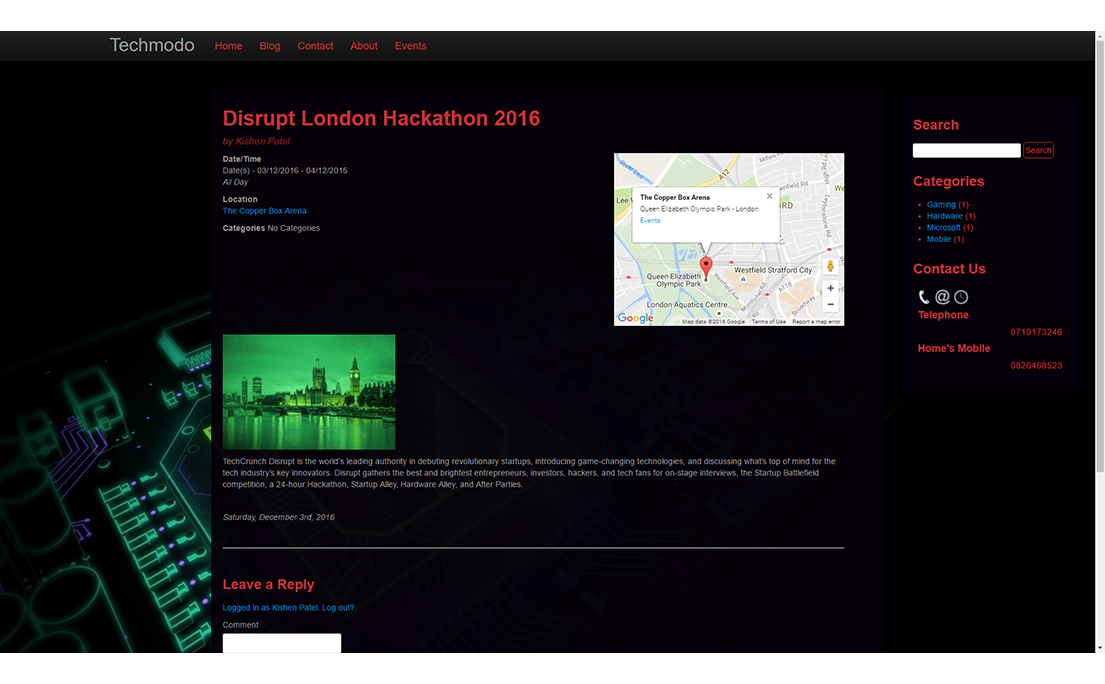 Techmodo
Home Blog Contact About Events
Disrupt London Hackathon 2016
by Kishen Patel
Date/Time
Date(s) - 03/12/2016 - 04/12/2016
All Day
Location
The Copper Box Arena
Categories No Categories
River Lee
A12
The Copper Box Arena
Queen Elizabeth Olympic Park - London
Events
Leytonstone Rd
Westfield Stratford City
Queen Elizabeth
Olympic Park
Westfield Ave
London Aquatics Centre
Broadway
Google
Map data ©2016 Google Terms of Use Report a map error
TechCrunch Disrupt is the world's leading authority in debuting revolutionary startups, introducing game-changing technologies, and discussing what's top of mind for the
tech industry's key innovators. Disrupt gathers the best and brightest entrepreneurs, investors, hackers, and tech fans for on-stage interviews, the Startup Battlefield
competition, a 24-hour Hackathon, Startup Alley, Hardware Alley, and After Parties.
Saturday, December 3rd, 2016
Leave a Reply
Logged in as Kishen Patel. Log out?
Comment
Search
Search
Categories
Gaming (1)
Hardware (1)
Microsoft (1)
Mobile (1)
Contact Us
Telephone
0719173246
Home's Mobile
0826468523